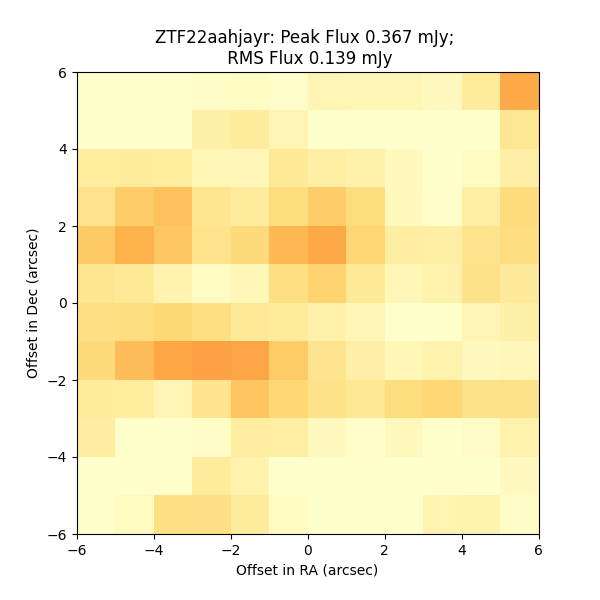 ZTF22aahjayr: Peak Flux 0.367 mJy;
RMS Flux 0.139 mJy
6
4
2
0
−2
−4
−6
Offset in Dec (arcsec)
−6 −4 −2 0 2 4 6
Offset in RA (arcsec)